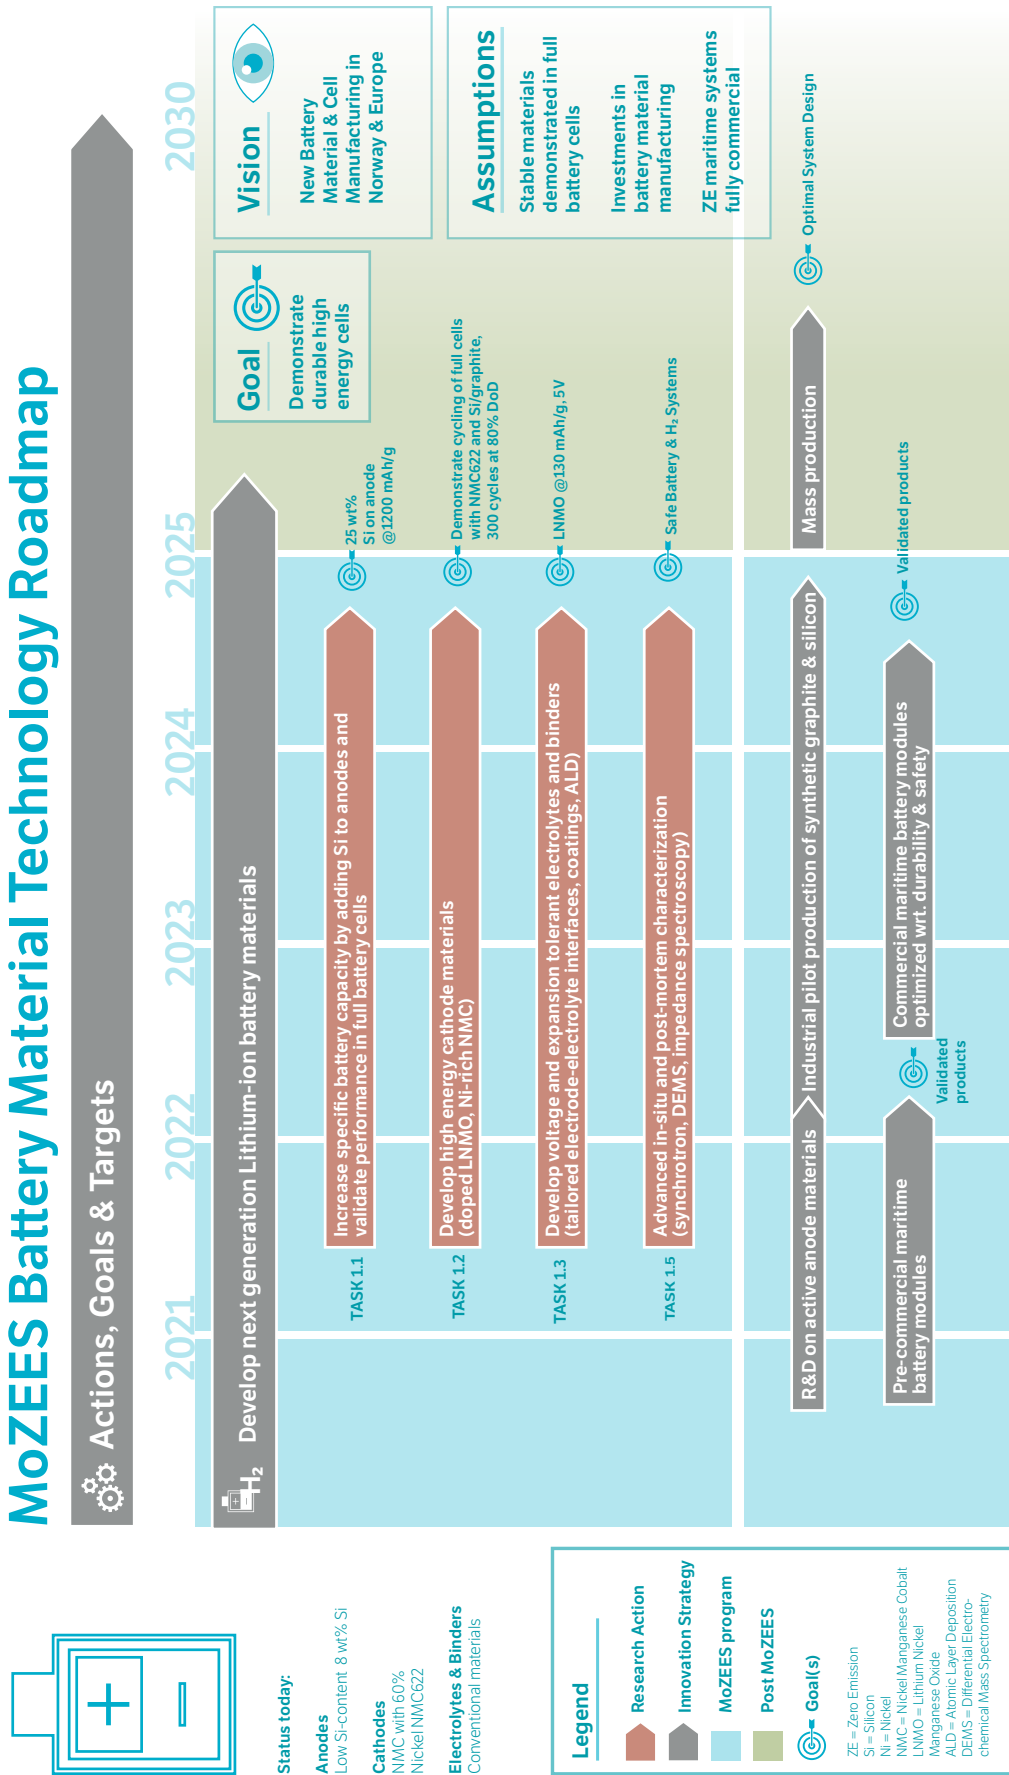 MoZEES Battery Material Technology Roadmap
Actions, Goals & Targets
2021
2022
2023
2024
2025
2030
H₂
Develop next generation Lithium-ion battery materials
Goal
Demonstrate
durable high
energy cells
Vision
New Battery
Material & Cell
Manufacturing in
Norway & Europe
Assumptions
Stable materials
demonstrated in full
battery cells
Investments in
battery material
manufacturing
ZE maritime systems
fully commercial
TASK 1.1
Increase specific battery capacity by adding Si to anodes and
validate performance in full battery cells
25 wt%
Si on anode
@1200 mAh/g
TASK 1.2
Develop high energy cathode materials
(doped LNMO, Ni-rich NMC)
Demonstrate cycling of full cells
with NMC622 and Si/graphite,
300 cycles at 80% DoD
TASK 1.3
Develop voltage and expansion tolerant electrolytes and binders
(tailored electrode-electrolyte interfaces, coatings, ALD)
LNMO @130 mAh/g, 5V
TASK 1.5
Advanced in-situ and post-mortem characterization
(synchrotron, DEMS, impedance spectroscopy)
Safe Battery & H₂ Systems
R&D on active anode materials
Industrial pilot production of synthetic graphite & silicon
Mass production
Optimal System Design
Pre-commercial maritime
battery modules
Validated
products
Commercial maritime battery modules
optimized wrt. durability & safety
Validated products
Status today:
Anodes
Low Si-content 8 wt% Si
Cathodes
NMC with 60%
Nickel NMC622
Electrolytes & Binders
Conventional materials
Legend
Research Action
Innovation Strategy
MoZEES program
Post MoZEES
Goal(s)
ZE = Zero Emission
Si = Silicon
Ni = Nickel
NMC = Nickel Manganese Cobalt
LNMO = Lithium Nickel
Manganese Oxide
ALD = Atomic Layer Deposition
DEMS = Differential Electro-
chemical Mass Spectrometry